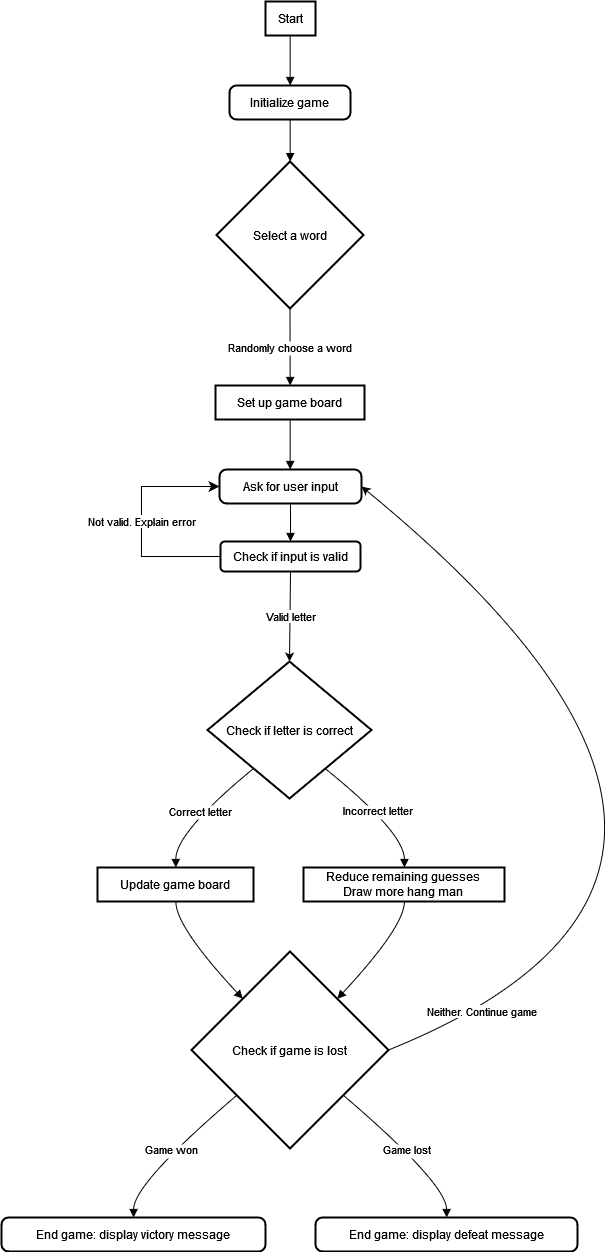 Start
Initialize game
Select a word
Randomly choose a word
Set up game board
Ask for user input
Not valid. Explain error
Check if input is valid
Valid letter
Check if letter is correct
Correct letter
Incorrect letter
Update game board
Reduce remaining guesses
Draw more hang man
Neither. Continue game
Check if game is lost
Game won
Game lost
End game: display victory message
End game: display defeat message